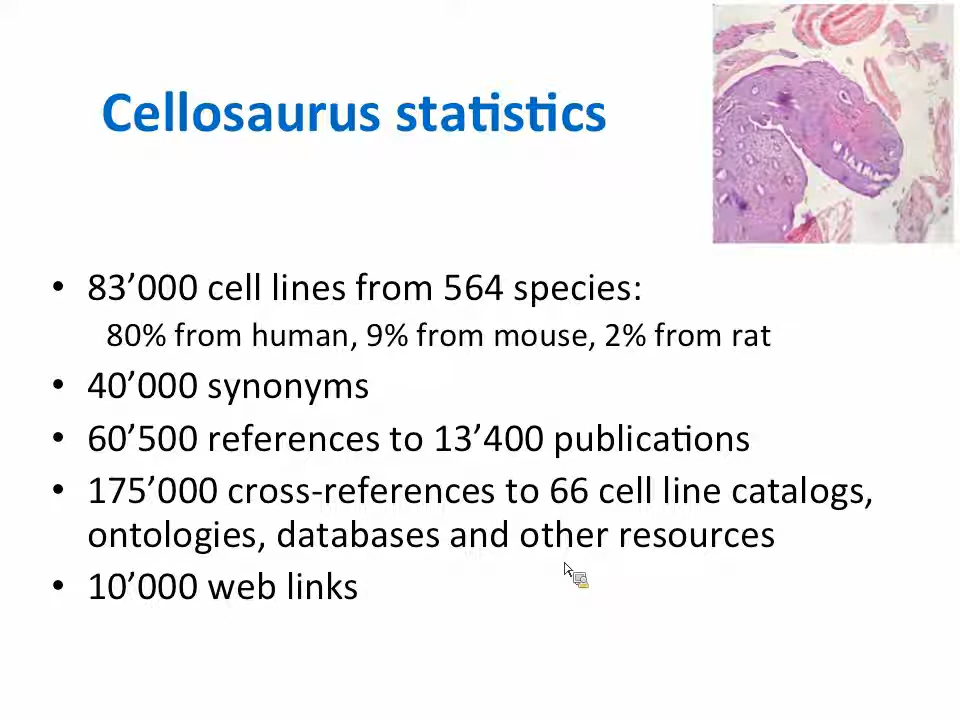 Cellosaurus statistics
• 83’000 cell lines from 564 species:
80% from human, 9% from mouse, 2% from rat
• 40’000 synonyms
• 60’500 references to 13’400 publications
• 175’000 cross-references to 66 cell line catalogs,
ontologies, databases and other resources
• 10’000 web links